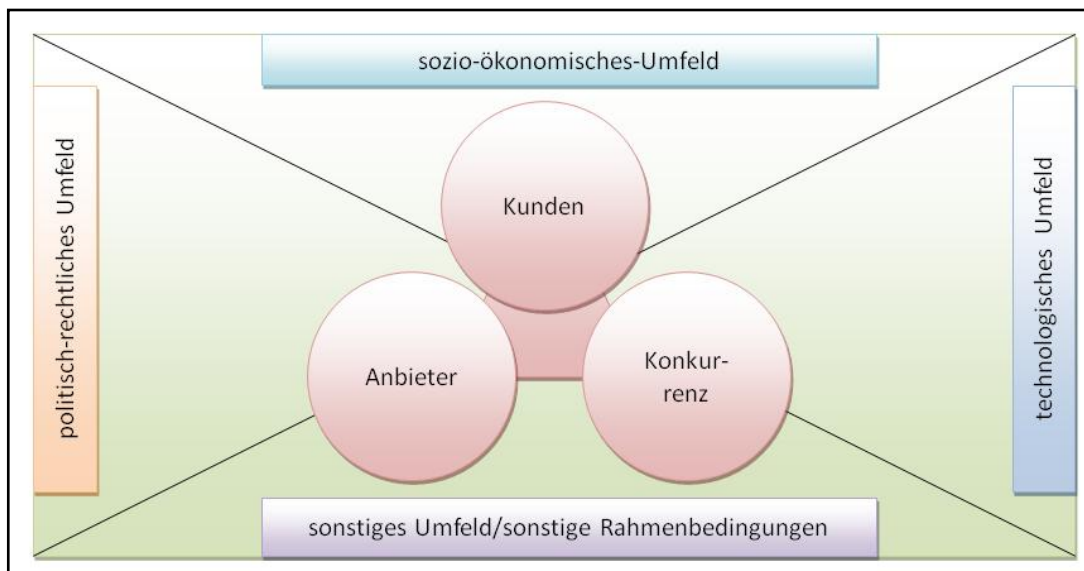 sozio-ökonomisches-Umfeld
politisch-rechtliches Umfeld
Kunden
technologisches Umfeld
Anbieter
Konkur-
renz
sonstiges Umfeld/sonstige Rahmenbedingungen